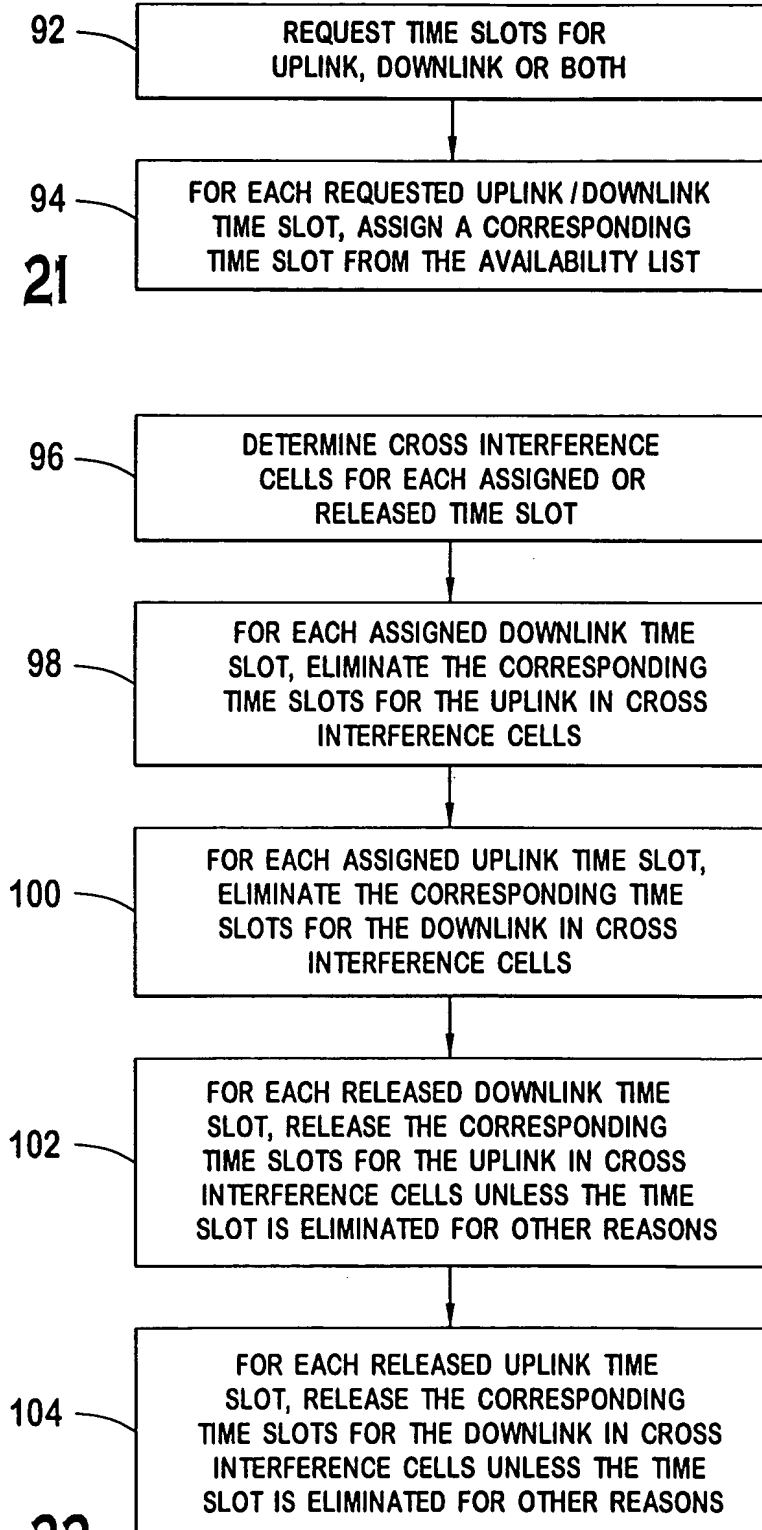 92
REQUEST TIME SLOTS FOR
UPLINK, DOWNLINK OR BOTH
94
FOR EACH REQUESTED UPLINK/DOWNLINK
TIME SLOT, ASSIGN A CORRESPONDING
TIME SLOT FROM THE AVAILABILITY LIST
21
96
DETERMINE CROSS INTERFERENCE
CELLS FOR EACH ASSIGNED OR
RELEASED TIME SLOT
98
FOR EACH ASSIGNED DOWNLINK TIME
SLOT, ELIMINATE THE CORRESPONDING
TIME SLOTS FOR THE UPLINK IN CROSS
INTERFERENCE CELLS
100
FOR EACH ASSIGNED UPLINK TIME SLOT,
ELIMINATE THE CORRESPONDING TIME
SLOTS FOR THE DOWNLINK IN CROSS
INTERFERENCE CELLS
102
FOR EACH RELEASED DOWNLINK TIME
SLOT, RELEASE THE CORRESPONDING
TIME SLOTS FOR THE UPLINK IN CROSS
INTERFERENCE CELLS UNLESS THE TIME
SLOT IS ELIMINATED FOR OTHER REASONS
104
FOR EACH RELEASED UPLINK TIME
SLOT, RELEASE THE CORRESPONDING
TIME SLOTS FOR THE DOWNLINK IN CROSS
INTERFERENCE CELLS UNLESS THE TIME
SLOT IS ELIMINATED FOR OTHER REASONS